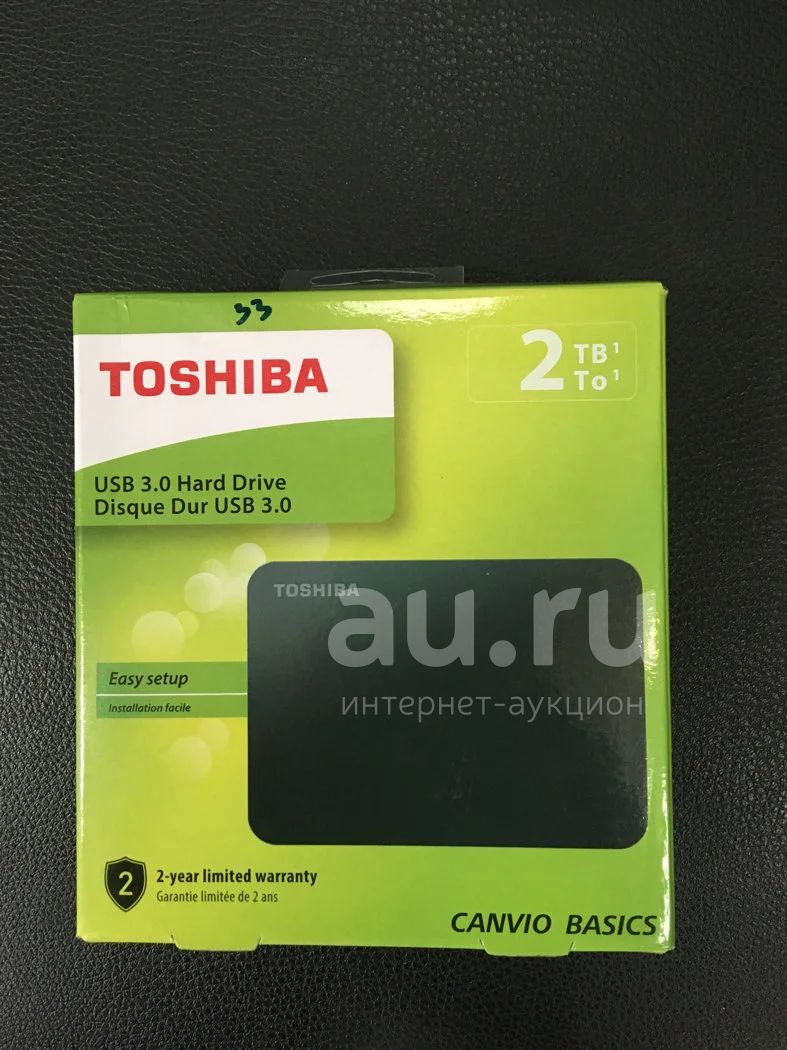 33
TOSHIBA
2 TB¹
To¹
USB 3.0 Hard Drive
Disque Dur USB 3.0
TOSHIBA
au.ru
интернет-аукцион
Easy setup
Installation facile
2
2-year limited warranty
Garantie limitée de 2 ans
CANVIO BASICS